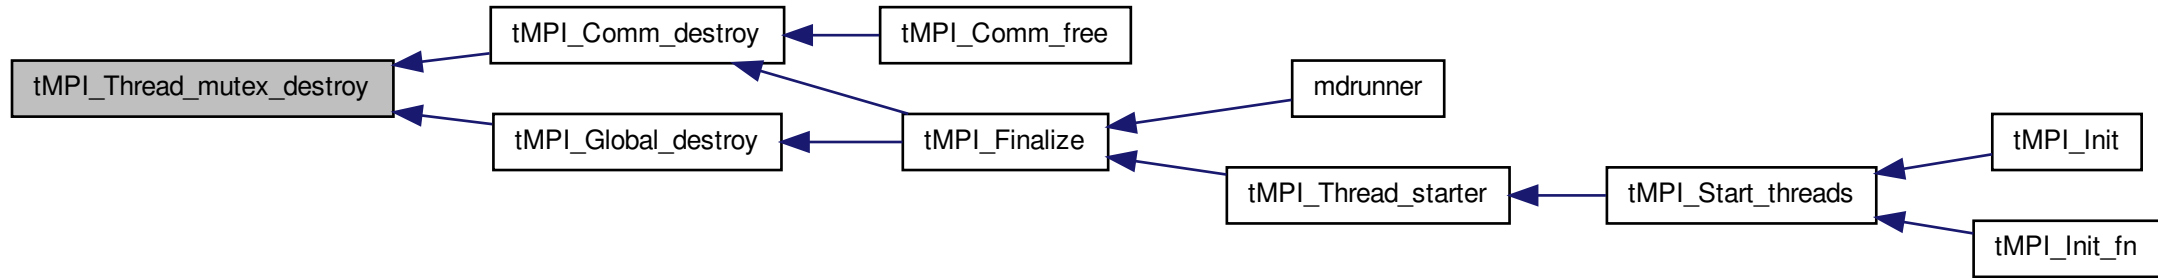 tMPI_Thread_mutex_destroy
tMPI_Comm_destroy
tMPI_Comm_free
tMPI_Global_destroy
tMPI_Finalize
mdrunner
tMPI_Thread_starter
tMPI_Start_threads
tMPI_Init
tMPI_Init_fn